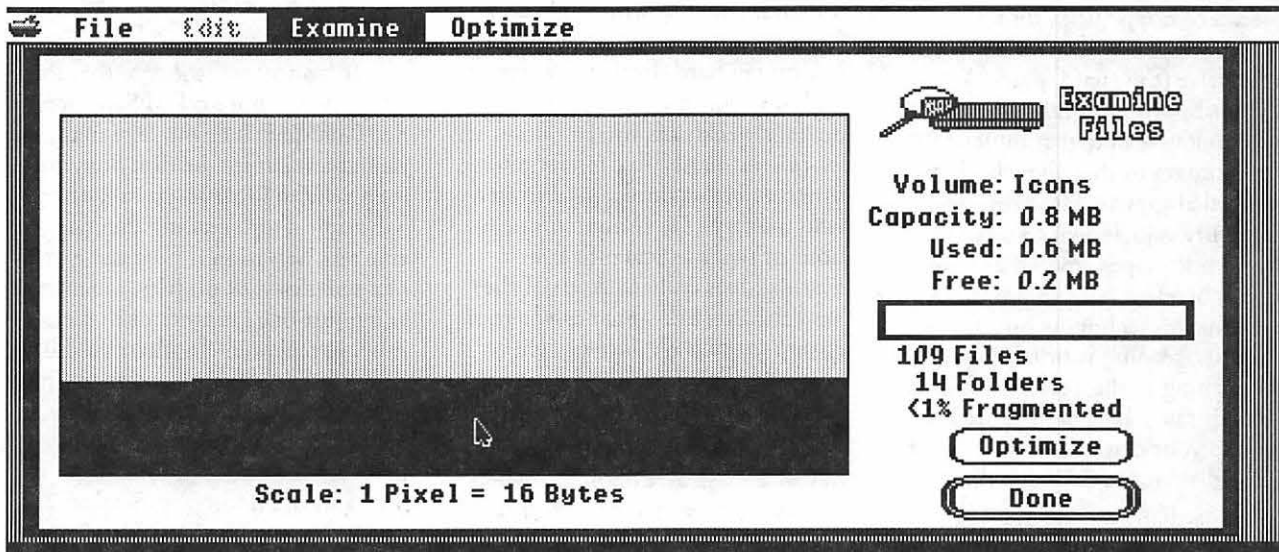 File Edit Examine Optimize
Examine
Files
Volume: Icons
Capacity: 0.8 MB
Used: 0.6 MB
Free: 0.2 MB
109 Files
14 Folders
<1% Fragmented
Optimize
Done
Scale: 1 Pixel = 16 Bytes